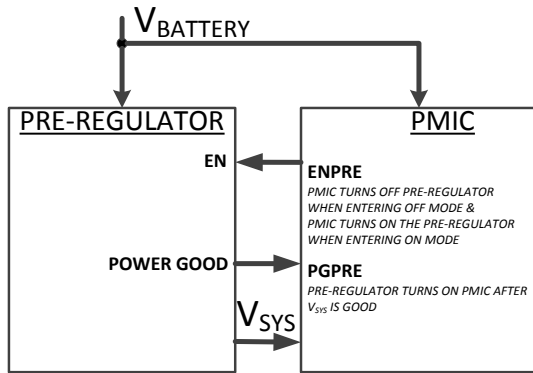 VBATTERY
PRE-REGULATOR
PMIC
EN
ENPRE
PMIC TURNS OFF PRE-REGULATOR
WHEN ENTERING OFF MODE &
PMIC TURNS ON THE PRE-REGULATOR
WHEN ENTERING ON MODE
POWER GOOD
PGPRE
PRE-REGULATOR TURNS ON PMIC AFTER
VSYS IS GOOD
VSYS